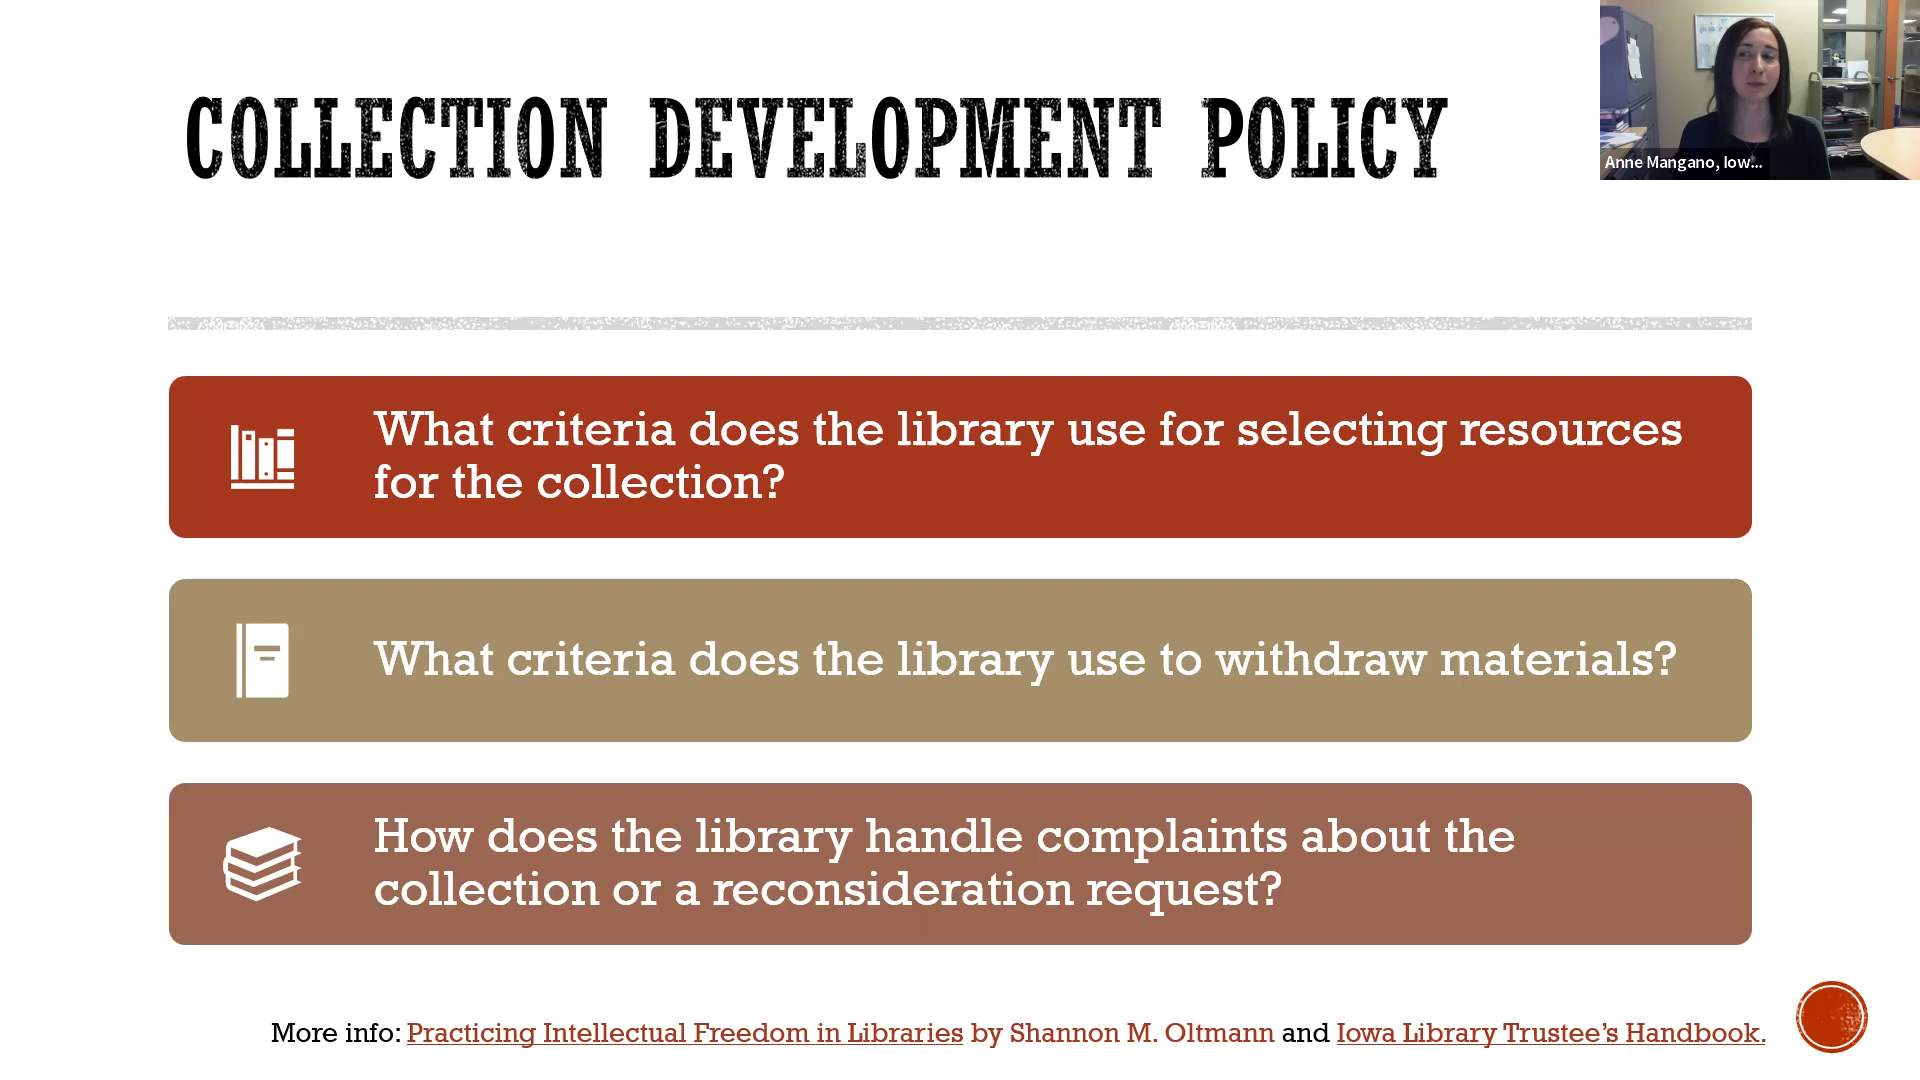 COLLECTION DEVELOPMENT POLICY
Anne Mangano, Iow...
What criteria does the library use for selecting resources
for the collection?
What criteria does the library use to withdraw materials?
How does the library handle complaints about the
collection or a reconsideration request?
More info: Practicing Intellectual Freedom in Libraries by Shannon M. Oltmann and Iowa Library Trustee’s Handbook.